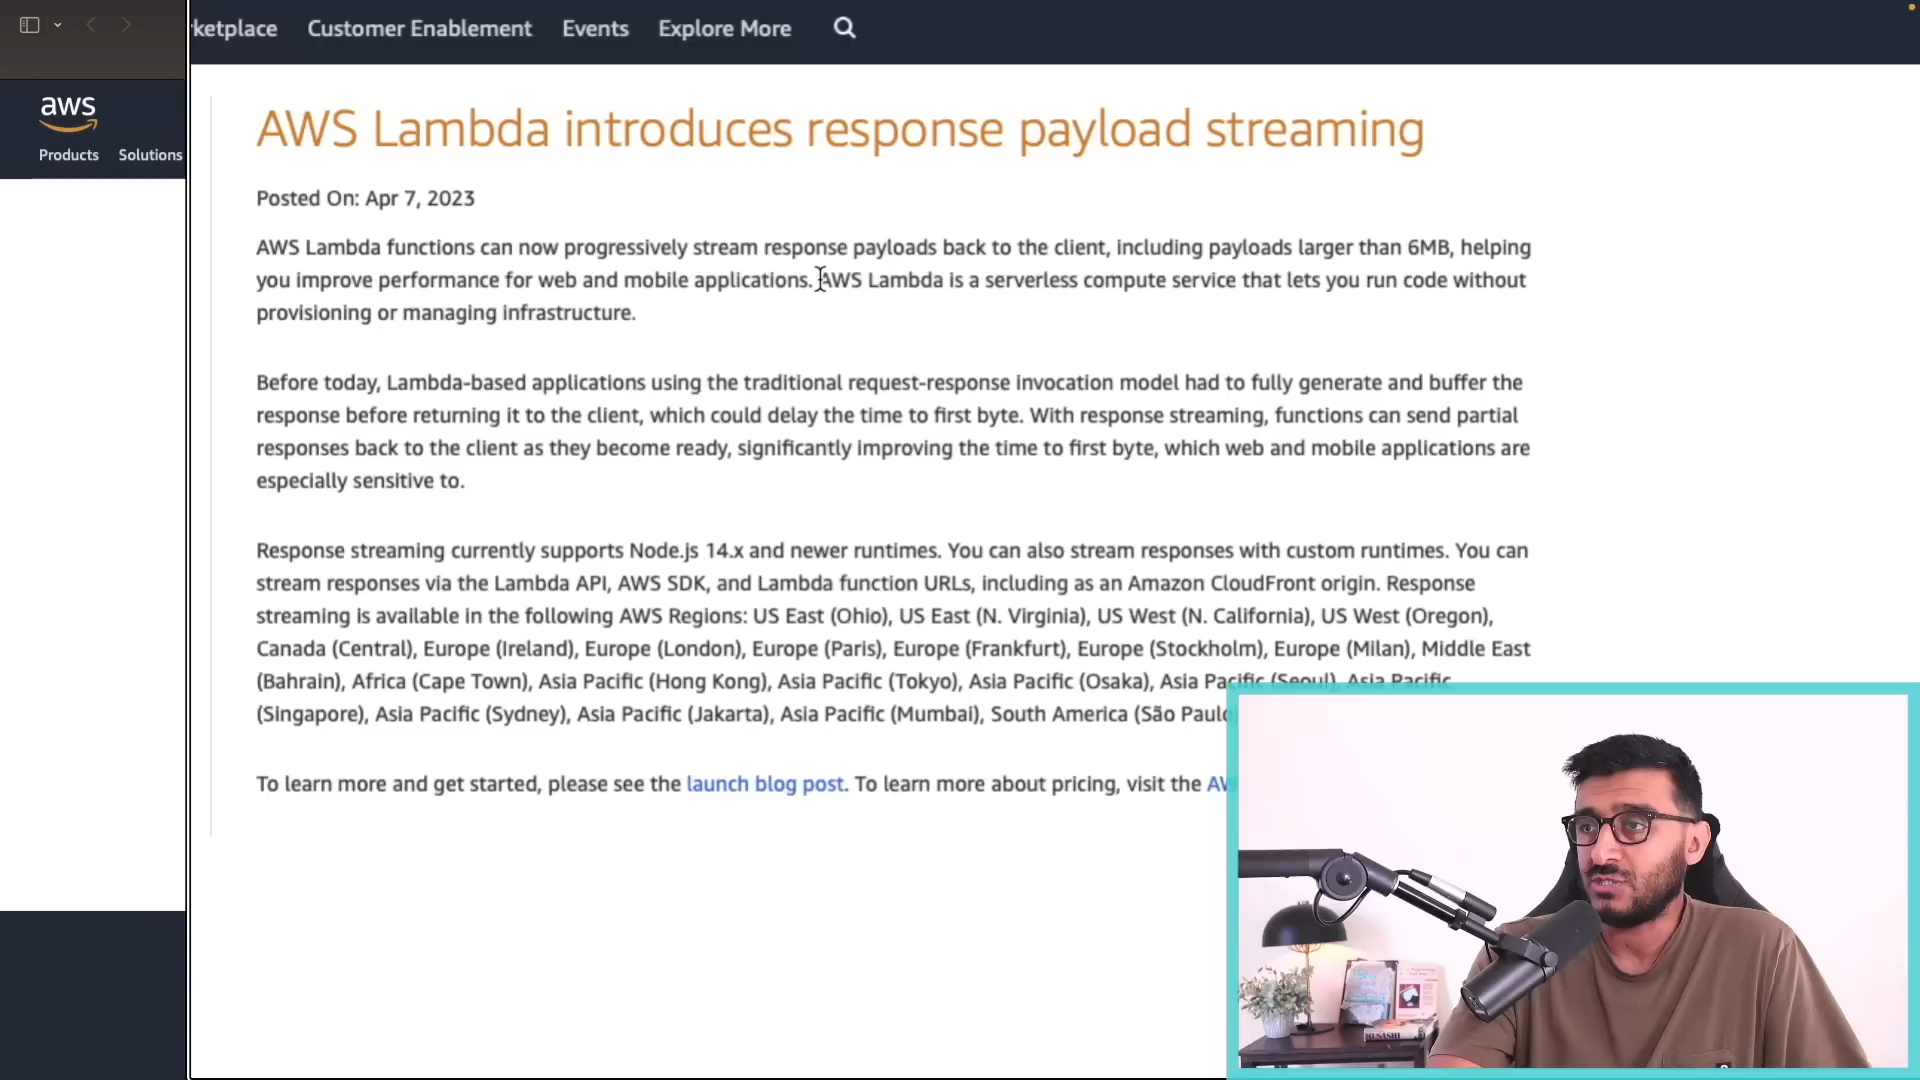 ketplace Customer Enablement Events Explore More
aws
Products Solutions
AWS Lambda introduces response payload streaming
Posted On: Apr 7, 2023
AWS Lambda functions can now progressively stream response payloads back to the client, including payloads larger than 6MB, helping
you improve performance for web and mobile applications. AWS Lambda is a serverless compute service that lets you run code without
provisioning or managing infrastructure.
Before today, Lambda-based applications using the traditional request-response invocation model had to fully generate and buffer the
response before returning it to the client, which could delay the time to first byte. With response streaming, functions can send partial
responses back to the client as they become ready, significantly improving the time to first byte, which web and mobile applications are
especially sensitive to.
Response streaming currently supports Node.js 14.x and newer runtimes. You can also stream responses with custom runtimes. You can
stream responses via the Lambda API, AWS SDK, and Lambda function URLs, including as an Amazon CloudFront origin. Response
streaming is available in the following AWS Regions: US East (Ohio), US East (N. Virginia), US West (N. California), US West (Oregon),
Canada (Central), Europe (Ireland), Europe (London), Europe (Paris), Europe (Frankfurt), Europe (Stockholm), Europe (Milan), Middle East
(Bahrain), Africa (Cape Town), Asia Pacific (Hong Kong), Asia Pacific (Tokyo), Asia Pacific (Osaka), Asia Pacific (Seoul), Asia Pacific
(Singapore), Asia Pacific (Sydney), Asia Pacific (Jakarta), Asia Pacific (Mumbai), South America (São Paulo
To learn more and get started, please see the launch blog post. To learn more about pricing, visit the AW
MUSASHI